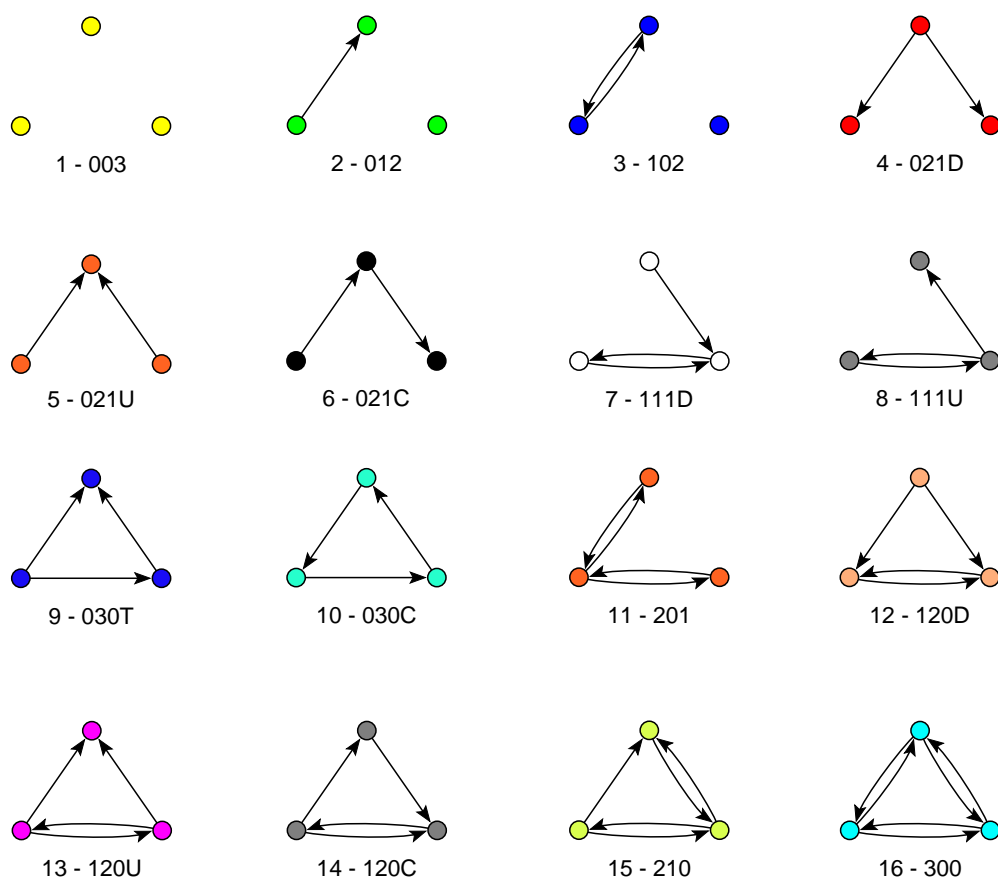 1 - 003
2 - 012
3 - 102
4 - 021D
5 - 021U
6 - 021C
7 - 111D
8 - 111U
9 - 030T
10 - 030C
11 - 201
12 - 120D
13 - 120U
14 - 120C
15 - 210
16 - 300